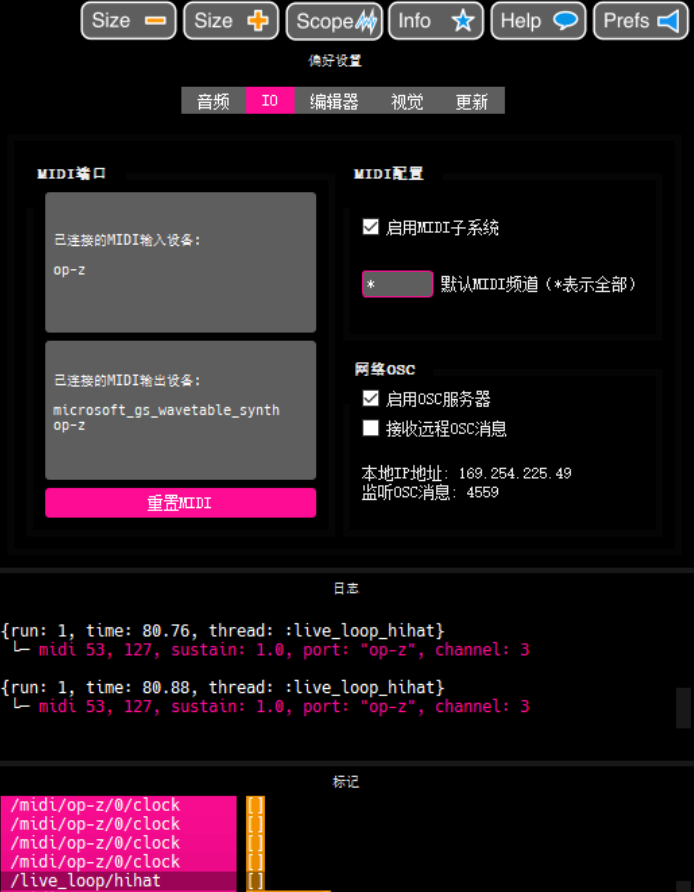 Size Size Scope Info Help Prefs
偏好设置
音频 IO 编辑器 视觉 更新
MIDI端口
已连接的MIDI输入设备:
op-z
已连接的MIDI输出设备:
microsoft_gs_wavetable_synth
op-z
重置MIDI
MIDI配置
启用MIDI子系统
* 默认MIDI频道（*表示全部）
网络OSC
启用OSC服务器
接收远程OSC消息
本地IP地址: 169.254.225.49
监听OSC消息: 4559
日志
{run: 1, time: 80.76, thread: :live_loop_hihat}
└─ midi 53, 127, sustain: 1.0, port: "op-z", channel: 3
{run: 1, time: 80.88, thread: :live_loop_hihat}
└─ midi 53, 127, sustain: 1.0, port: "op-z", channel: 3
标记
/midi/op-z/0/clock []
/midi/op-z/0/clock []
/midi/op-z/0/clock []
/midi/op-z/0/clock []
/live_loop/hihat []